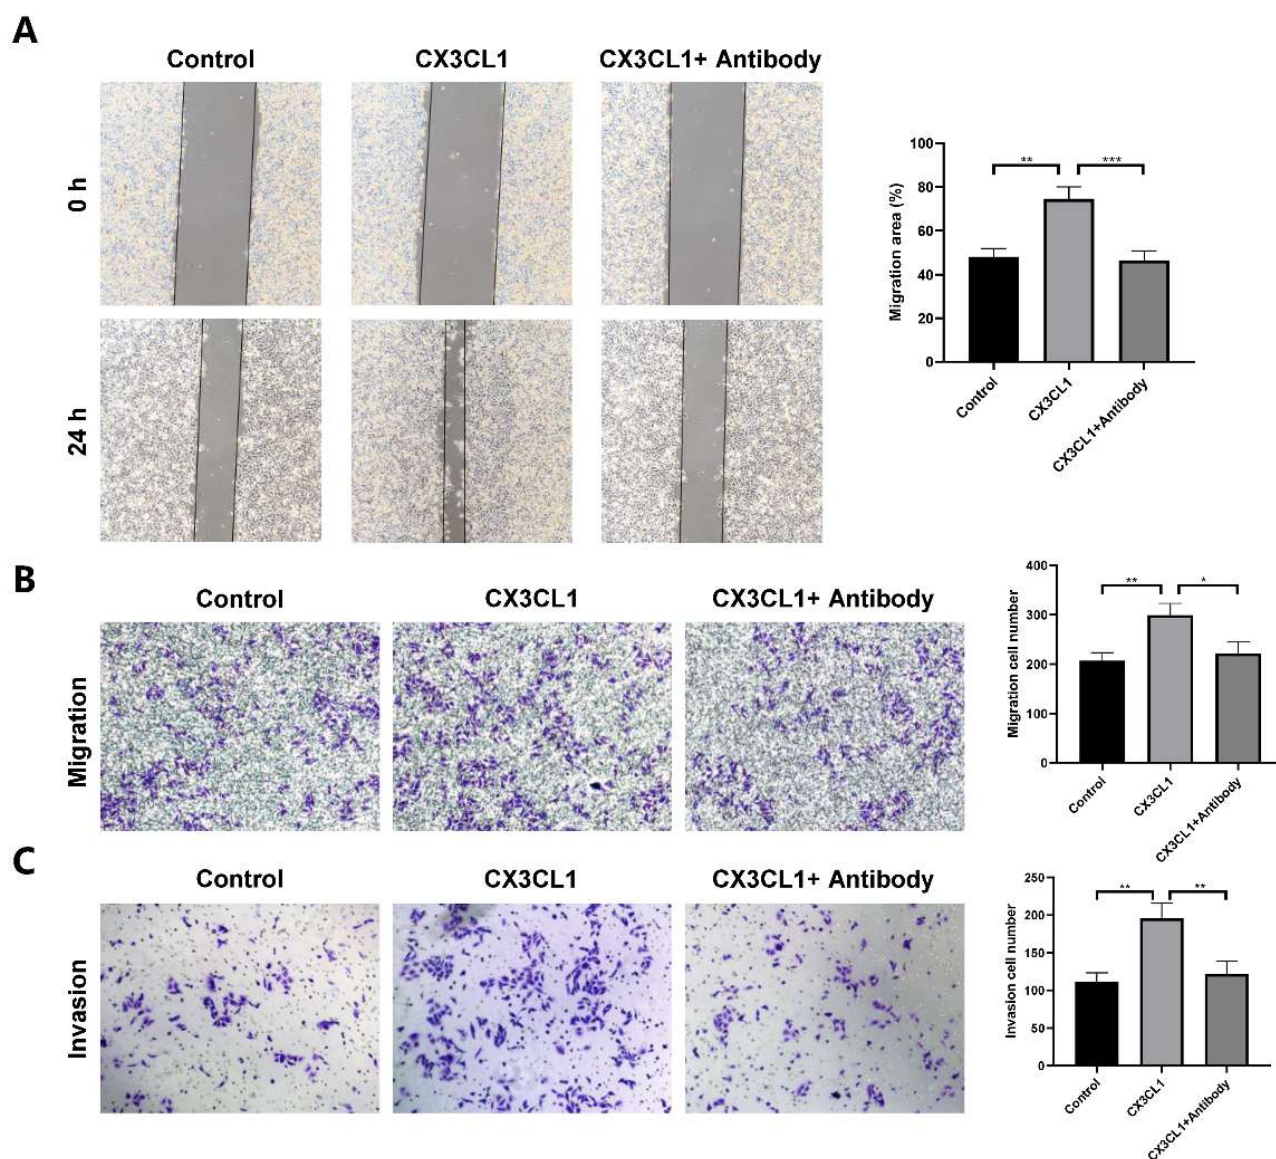 A
Control CX3CL1 CX3CL1+ Antibody
0 h
24 h
Migration area (%)
100
80
60
40
20
0
** ***
Control CX3CL1 CX3CL1+Antibody
B
Control CX3CL1 CX3CL1+ Antibody
Migration
Migration cell number
400
300
200
100
0
** *
Control CX3CL1 CX3CL1+Antibody
C
Control CX3CL1 CX3CL1+ Antibody
Invasion
Invasion cell number
250
200
150
100
50
0
** **
Control CX3CL1 CX3CL1+Antibody